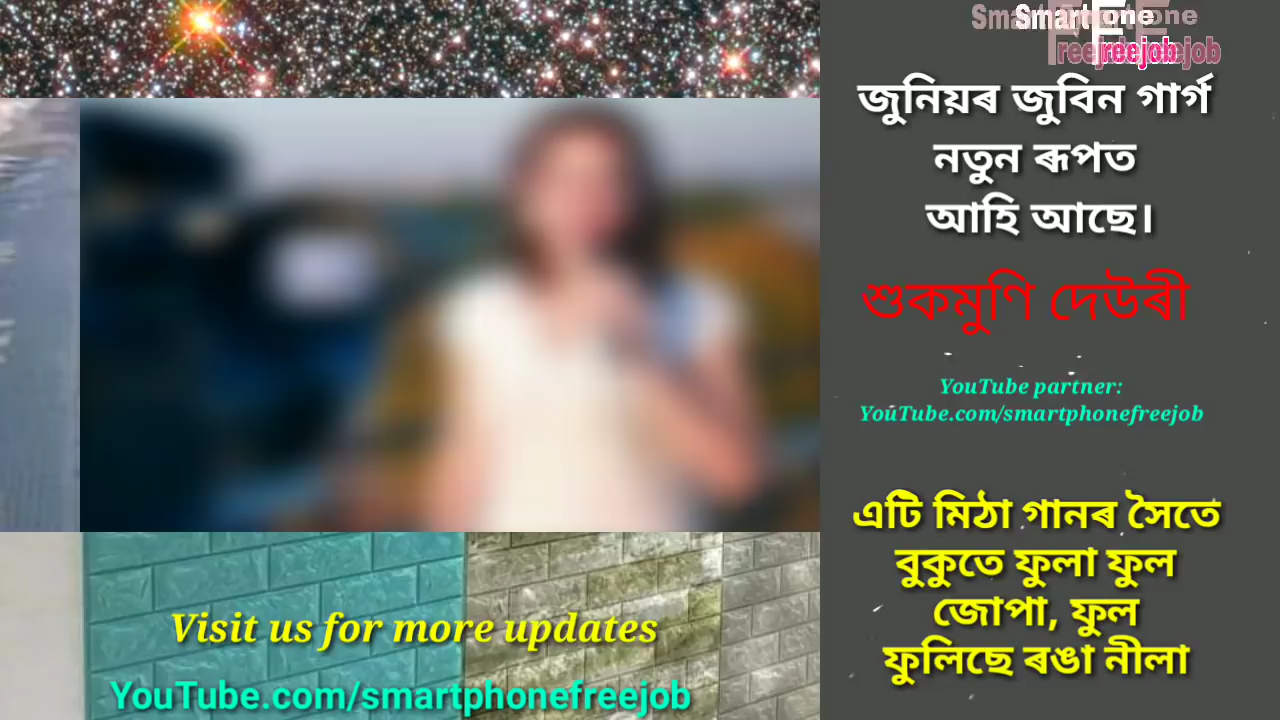 Smartphone
Freejob
জুনিয়ৰ জুবিন গাৰ্গ
নতুন ৰূপত
আহি আছে।
শুকমুণি দেউৰী
YouTube partner:
YouTube.com/smartphonefreejob
এটি মিঠা গানৰ সৈতে
বুকুতে ফুলা ফুল
জোপা, ফুল
ফুলিছে ৰঙা নীলা
Visit us for more updates
YouTube.com/smartphonefreejob